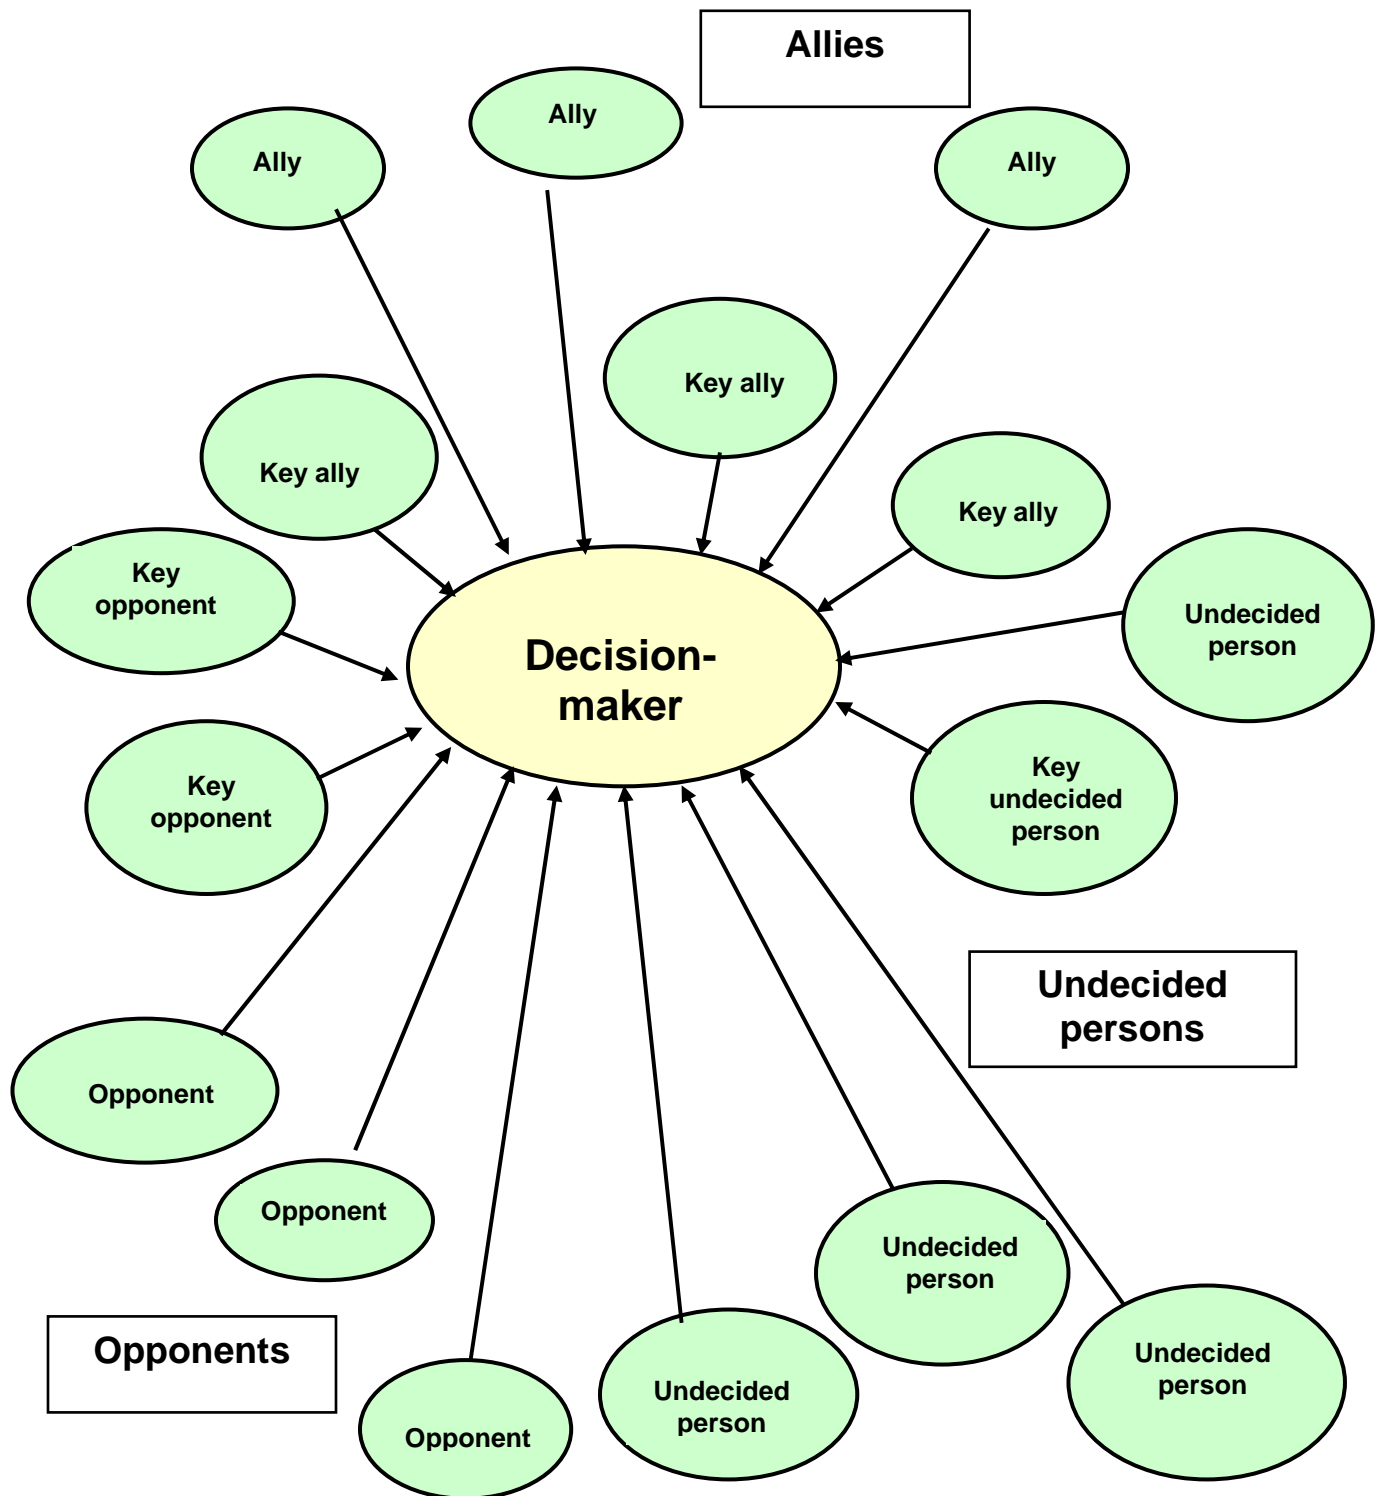 Allies
Ally
Ally
Ally
Key ally
Key ally
Key ally
Key
opponent
Undecided
person
Decision-
maker
Key
opponent
Key
undecided
person
Undecided
persons
Opponent
Opponent
Undecided
person
Opponents
Undecided
person
Undecided
person
Opponent